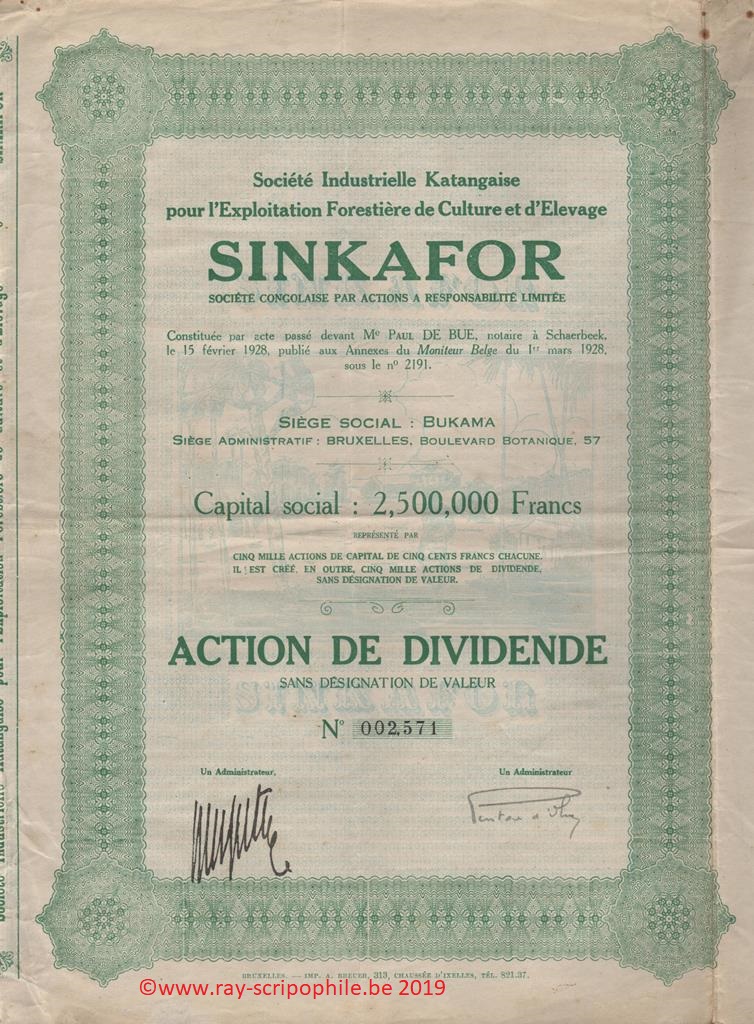 Société Industrielle Katangaise
pour l'Exploitation Forestière de Culture et d'Elevage
SINKAFOR
SOCIÉTÉ CONGOLAISE PAR ACTIONS A RESPONSABILITÉ LIMITÉE
Constituée par acte passé devant Me PAUL DE BUE, notaire à Schaerbeek,
le 15 février 1928, publié aux Annexes du Moniteur Belge du 1er mars 1928,
sous le no 2191.
SIÈGE SOCIAL : BUKAMA
SIÈGE ADMINISTRATIF : BRUXELLES, BOULEVARD BOTANIQUE, 57
Capital social : 2,500,000 Francs
REPRÉSENTÉ PAR
CINQ MILLE ACTIONS DE CAPITAL DE CINQ CENTS FRANCS CHACUNE.
IL EST CRÉÉ, EN OUTRE, CINQ MILLE ACTIONS DE DIVIDENDE,
SANS DÉSIGNATION DE VALEUR.
ACTION DE DIVIDENDE
SANS DÉSIGNATION DE VALEUR
No 002,571
Un Administrateur,
Un Administrateur
BRUXELLES. — IMP. A. BREUER, 313, CHAUSSÉE D'IXELLES, TÉL. 821.37.
©www.ray-scripophile.be 2019